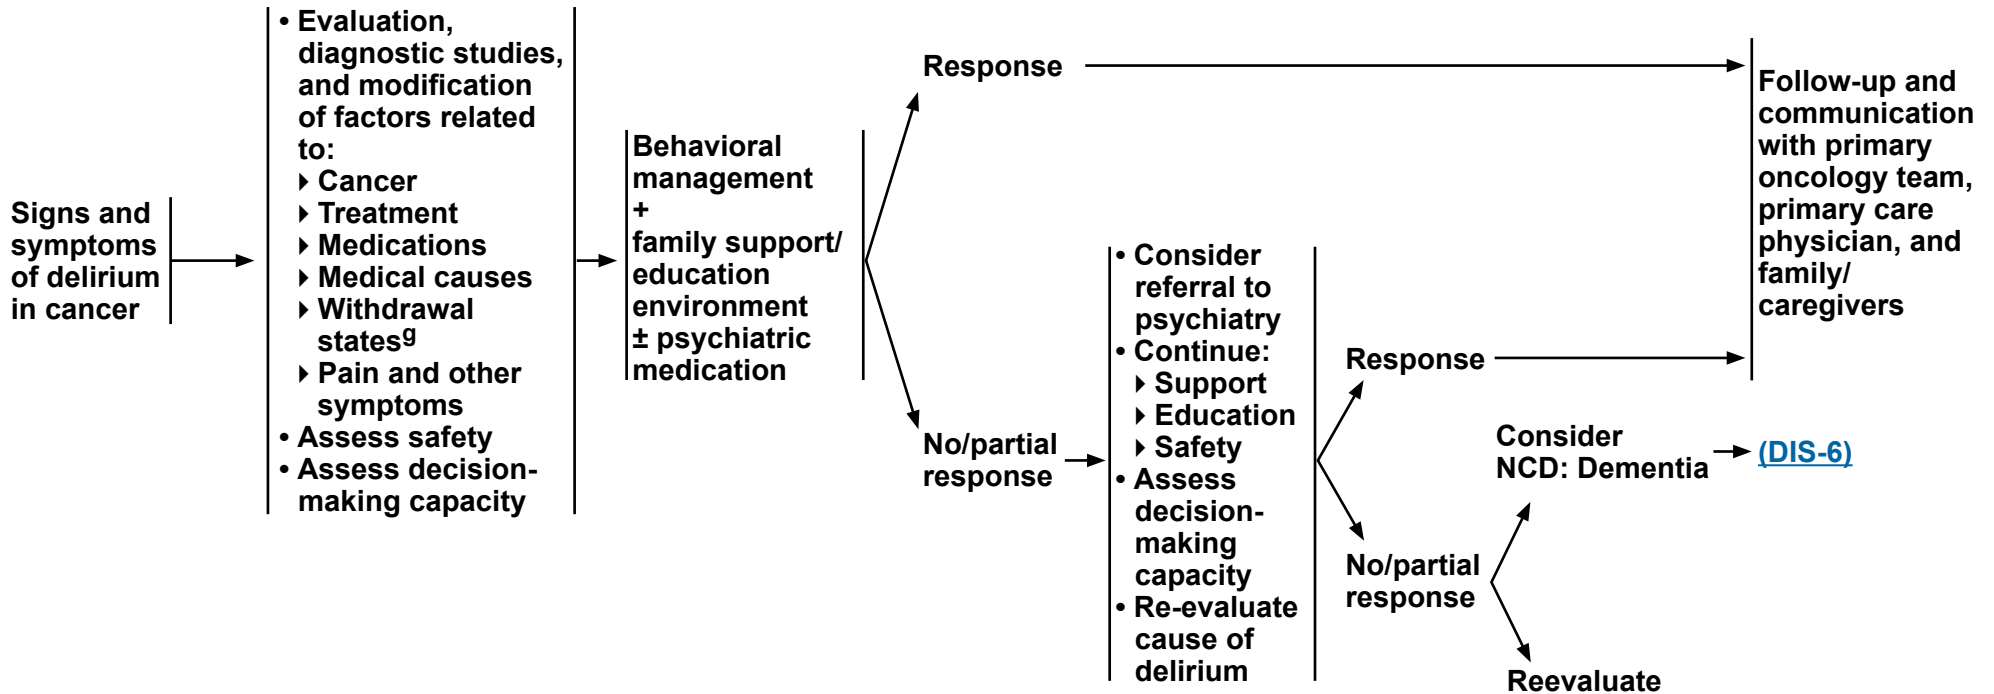 Signs and
symptoms
of delirium
in cancer
• Evaluation,
diagnostic studies,
and modification
of factors related
to:
‣ Cancer
‣ Treatment
‣ Medications
‣ Medical causes
‣ Withdrawal
statesᵍ
‣ Pain and other
symptoms
• Assess safety
• Assess decision-
making capacity
Behavioral
management
+
family support/
education
environment
± psychiatric
medication
Response
No/partial
response
• Consider
referral to
psychiatry
• Continue:
‣ Support
‣ Education
‣ Safety
• Assess
decision-
making
capacity
• Re-evaluate
cause of
delirium
Response
No/partial
response
Consider
NCD: Dementia
(DIS-6)
Reevaluate
Follow-up and
communication
with primary
oncology team,
primary care
physician, and
family/
caregivers